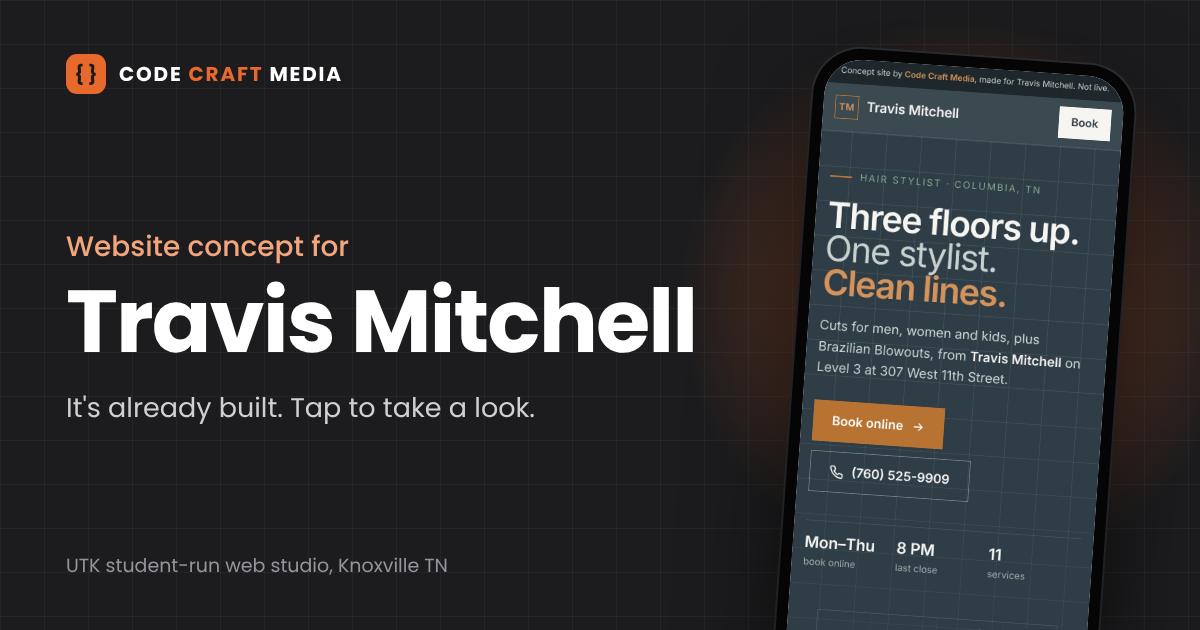 { } CODE CRAFT MEDIA
Website concept for
Travis Mitchell
It's already built. Tap to take a look.
UTK student-run web studio, Knoxville TN
Concept site by Code Craft Media, made for Travis Mitchell. Not live.
TM Travis Mitchell
Book
HAIR STYLIST · COLUMBIA, TN
Three floors up.
One stylist.
Clean lines.
Cuts for men, women and kids, plus
Brazilian Blowouts, from Travis Mitchell on
Level 3 at 307 West 11th Street.
Book online →
(760) 525-9909
Mon–Thu 8 PM 11
book online last close services